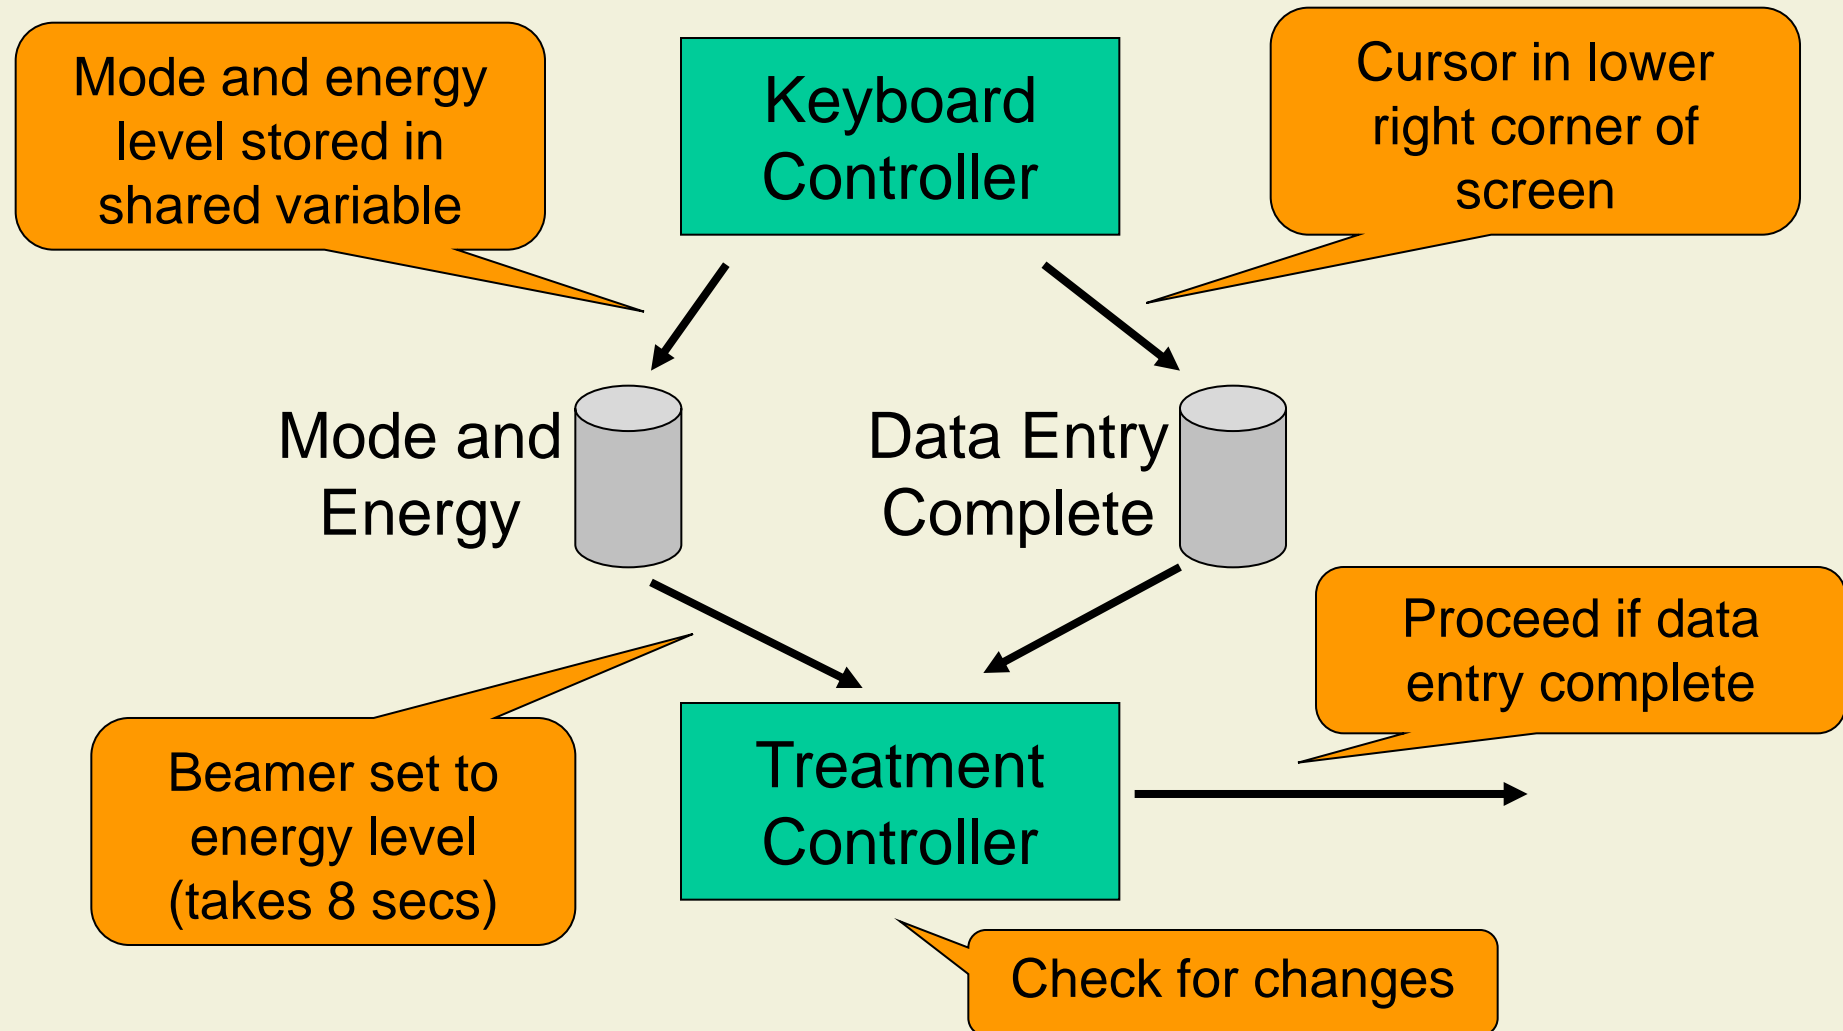 Mode and energy
level stored in
shared variable
Keyboard
Controller
Cursor in lower
right corner of
screen
Mode and
Energy
Data Entry
Complete
Proceed if data
entry complete
Beamer set to
energy level
(takes 8 secs)
Treatment
Controller
Check for changes